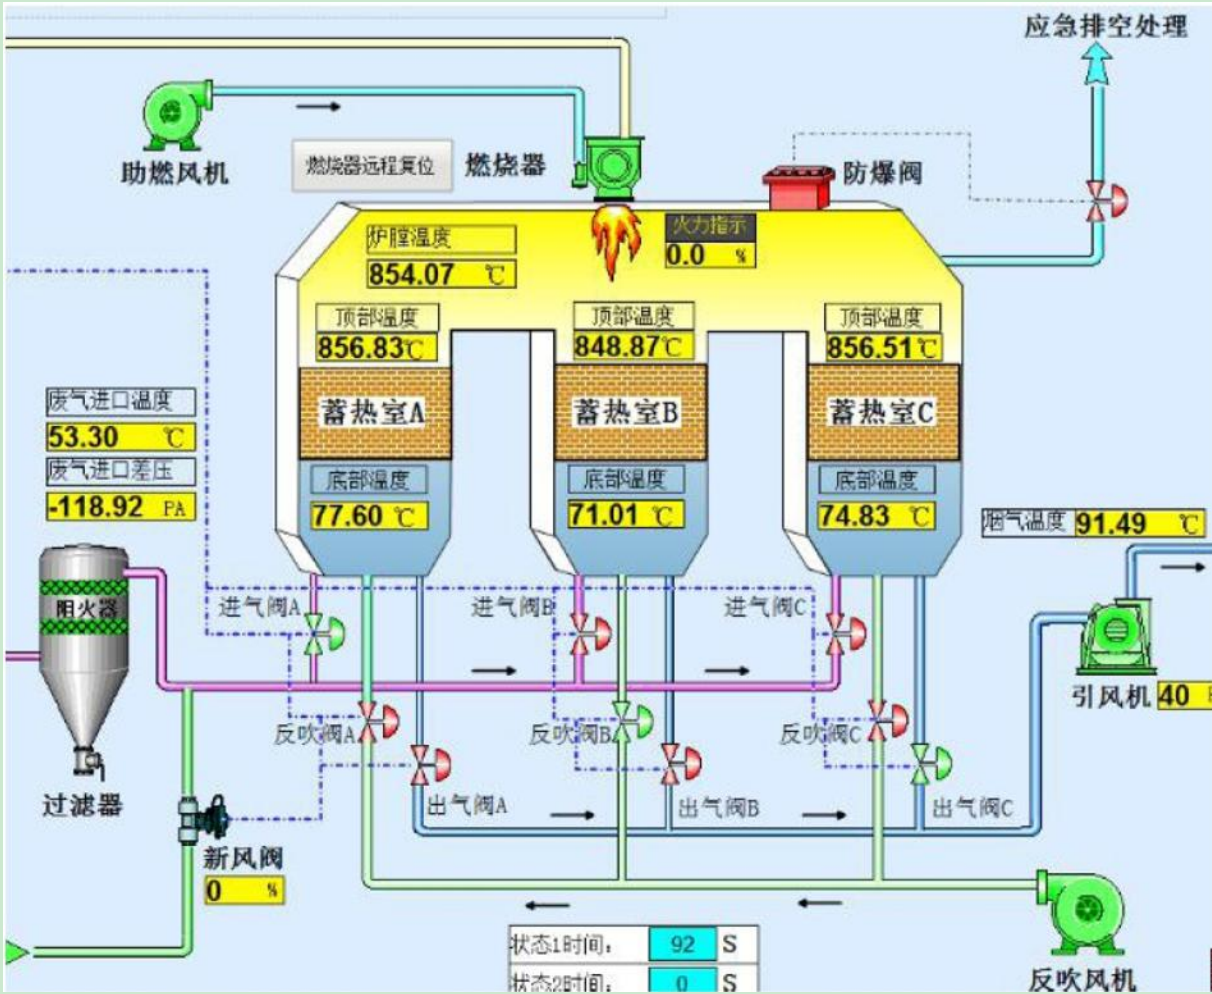 应急排空处理
助燃风机
燃烧器远程复位
燃烧器
防爆阀
炉膛温度
854.07 ℃
火力指示
0.0 %
顶部温度
856.83℃
顶部温度
848.87℃
顶部温度
856.51℃
废气进口温度
53.30 ℃
废气进口差压
-118.92 PA
蓄热室A
蓄热室B
蓄热室C
底部温度
77.60 ℃
底部温度
71.01 ℃
底部温度
74.83 ℃
烟气温度 91.49 ℃
阻火器
进气阀A
进气阀B
进气阀C
引风机 40
反吹阀A
反吹阀B
反吹阀C
过滤器
出气阀A
出气阀B
出气阀C
新风阀
0 %
状态1时间: 92 S
状态2时间: 0 S
反吹风机